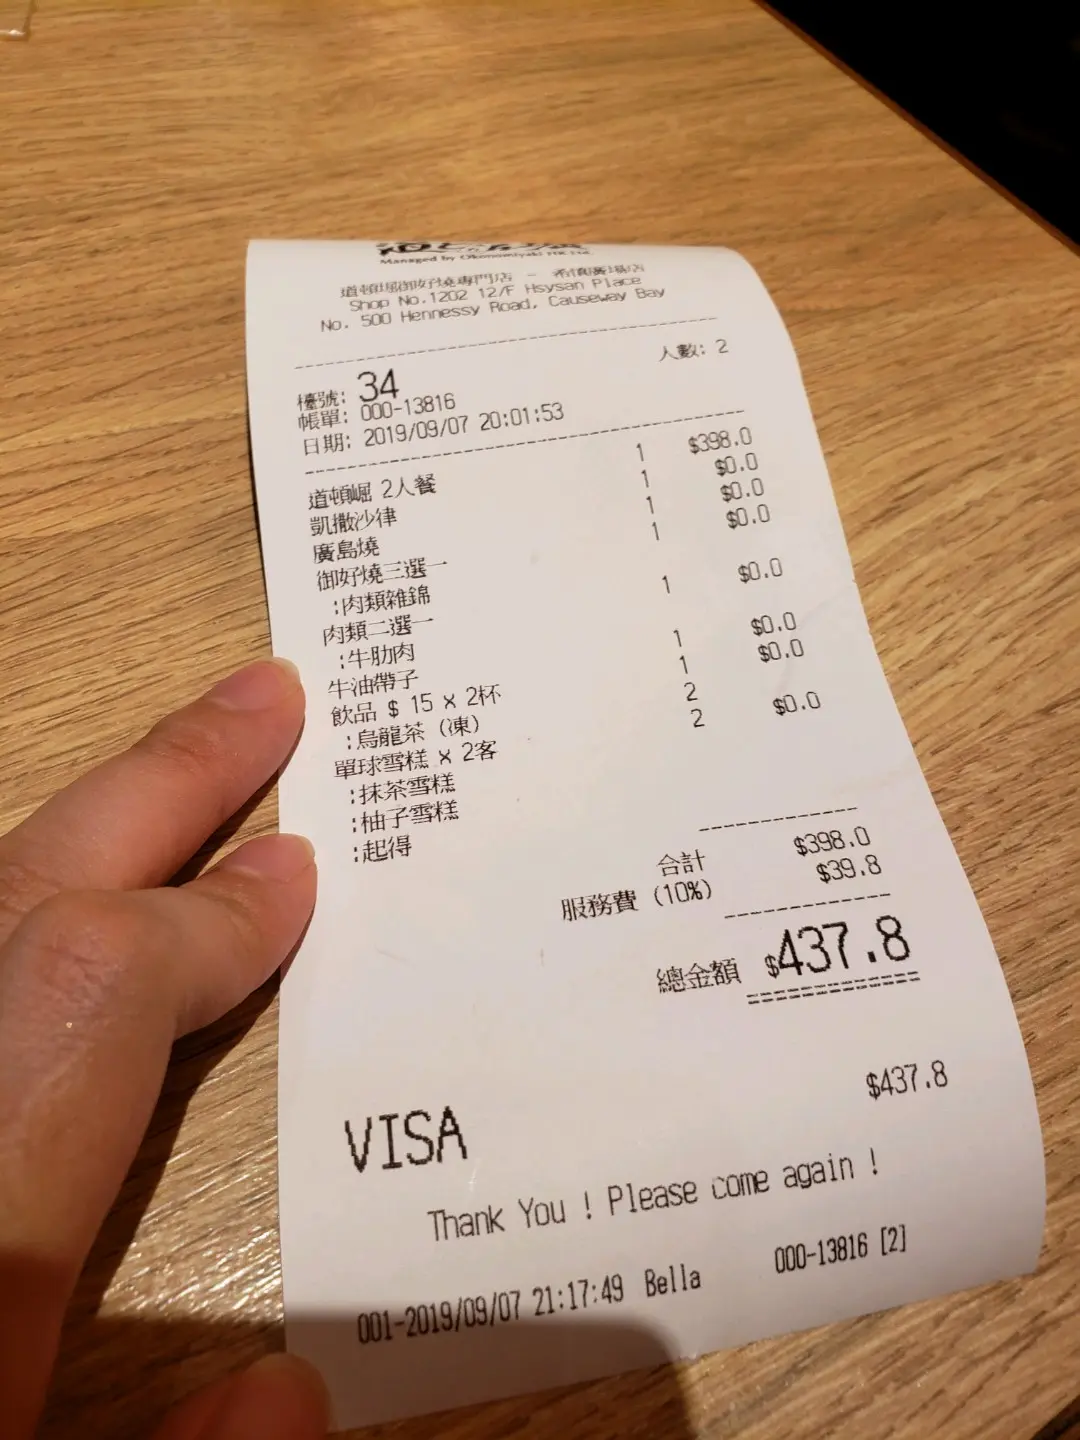 Managed by Okonomiyaki HK Ltd.
道頓堀御好燒專門店 - 希慎廣場店
Shop No.1202 12/F Hsysan Place
No. 500 Hennessy Road, Causeway Bay
人數: 2
檯號: 34
帳單: 000-13816
日期: 2019/09/07 20:01:53
道頓崛 2人餐 1 $398.0
凱撒沙律 1 $0.0
廣島燒 1 $0.0
御好燒三選一 1 $0.0
:肉類雜錦
肉類二選一 1 $0.0
:牛肋肉
牛油帶子 1 $0.0
飲品 $ 15 x 2杯 1 $0.0
:烏龍茶 (凍) 2
單球雪糕 x 2客 2 $0.0
:抹茶雪糕
:柚子雪糕
:起得
合計 $398.0
服務費 (10%) $39.8
總金額 $437.8
VISA $437.8
Thank You ! Please come again !
001-2019/09/07 21:17:49 Bella 000-13816 [2]